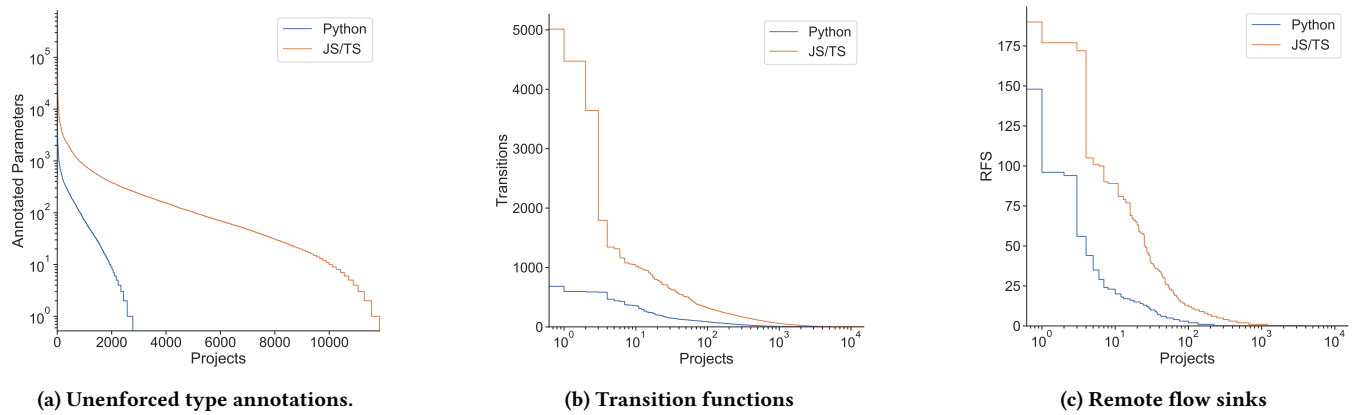 Python
JS/TS
Annotated Parameters
10^5
10^4
10^3
10^2
10^1
10^0
0 2000 4000 6000 8000 10000
Projects
(a) Unenforced type annotations.
Python
JS/TS
Transitions
5000
4000
3000
2000
1000
0
10^0 10^1 10^2 10^3 10^4
Projects
(b) Transition functions
Python
JS/TS
RFS
175
150
125
100
75
50
25
0
10^0 10^1 10^2 10^3 10^4
Projects
(c) Remote flow sinks